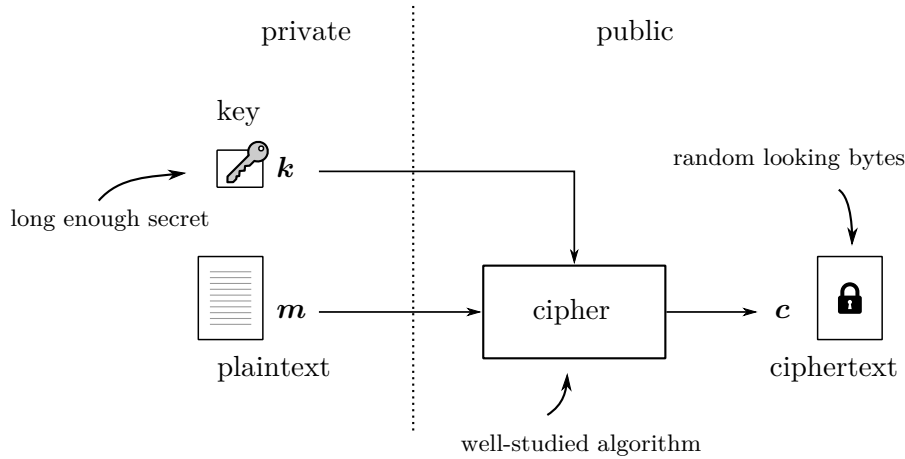 private
public
key
k
random looking bytes
long enough secret
m
cipher
c
plaintext
ciphertext
well-studied algorithm